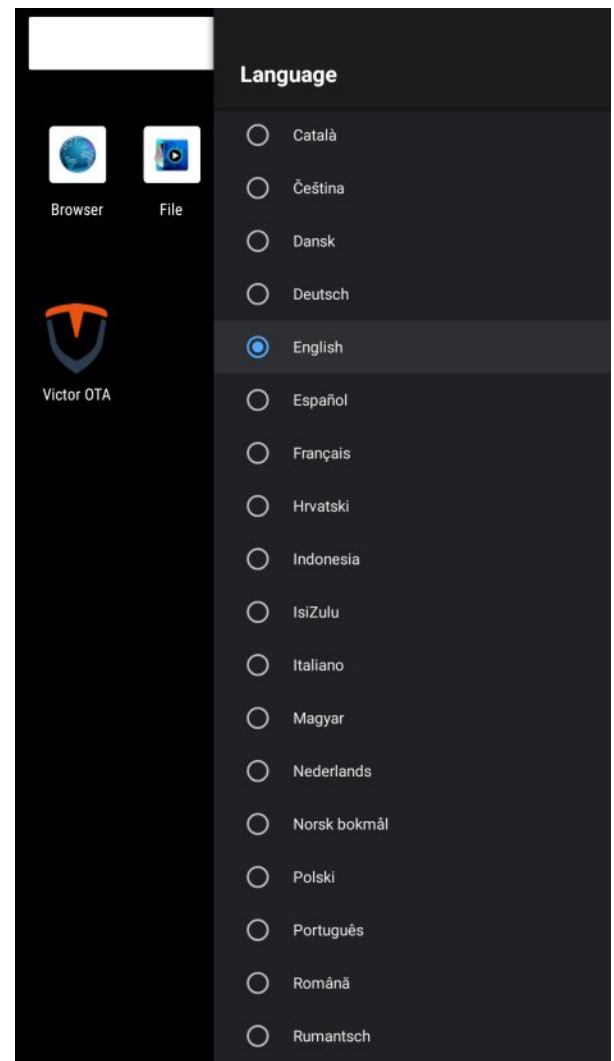 Language
Browser
File
Victor OTA
Català
Čeština
Dansk
Deutsch
English
Español
Français
Hrvatski
Indonesia
IsiZulu
Italiano
Magyar
Nederlands
Norsk bokmål
Polski
Português
Română
Rumantsch